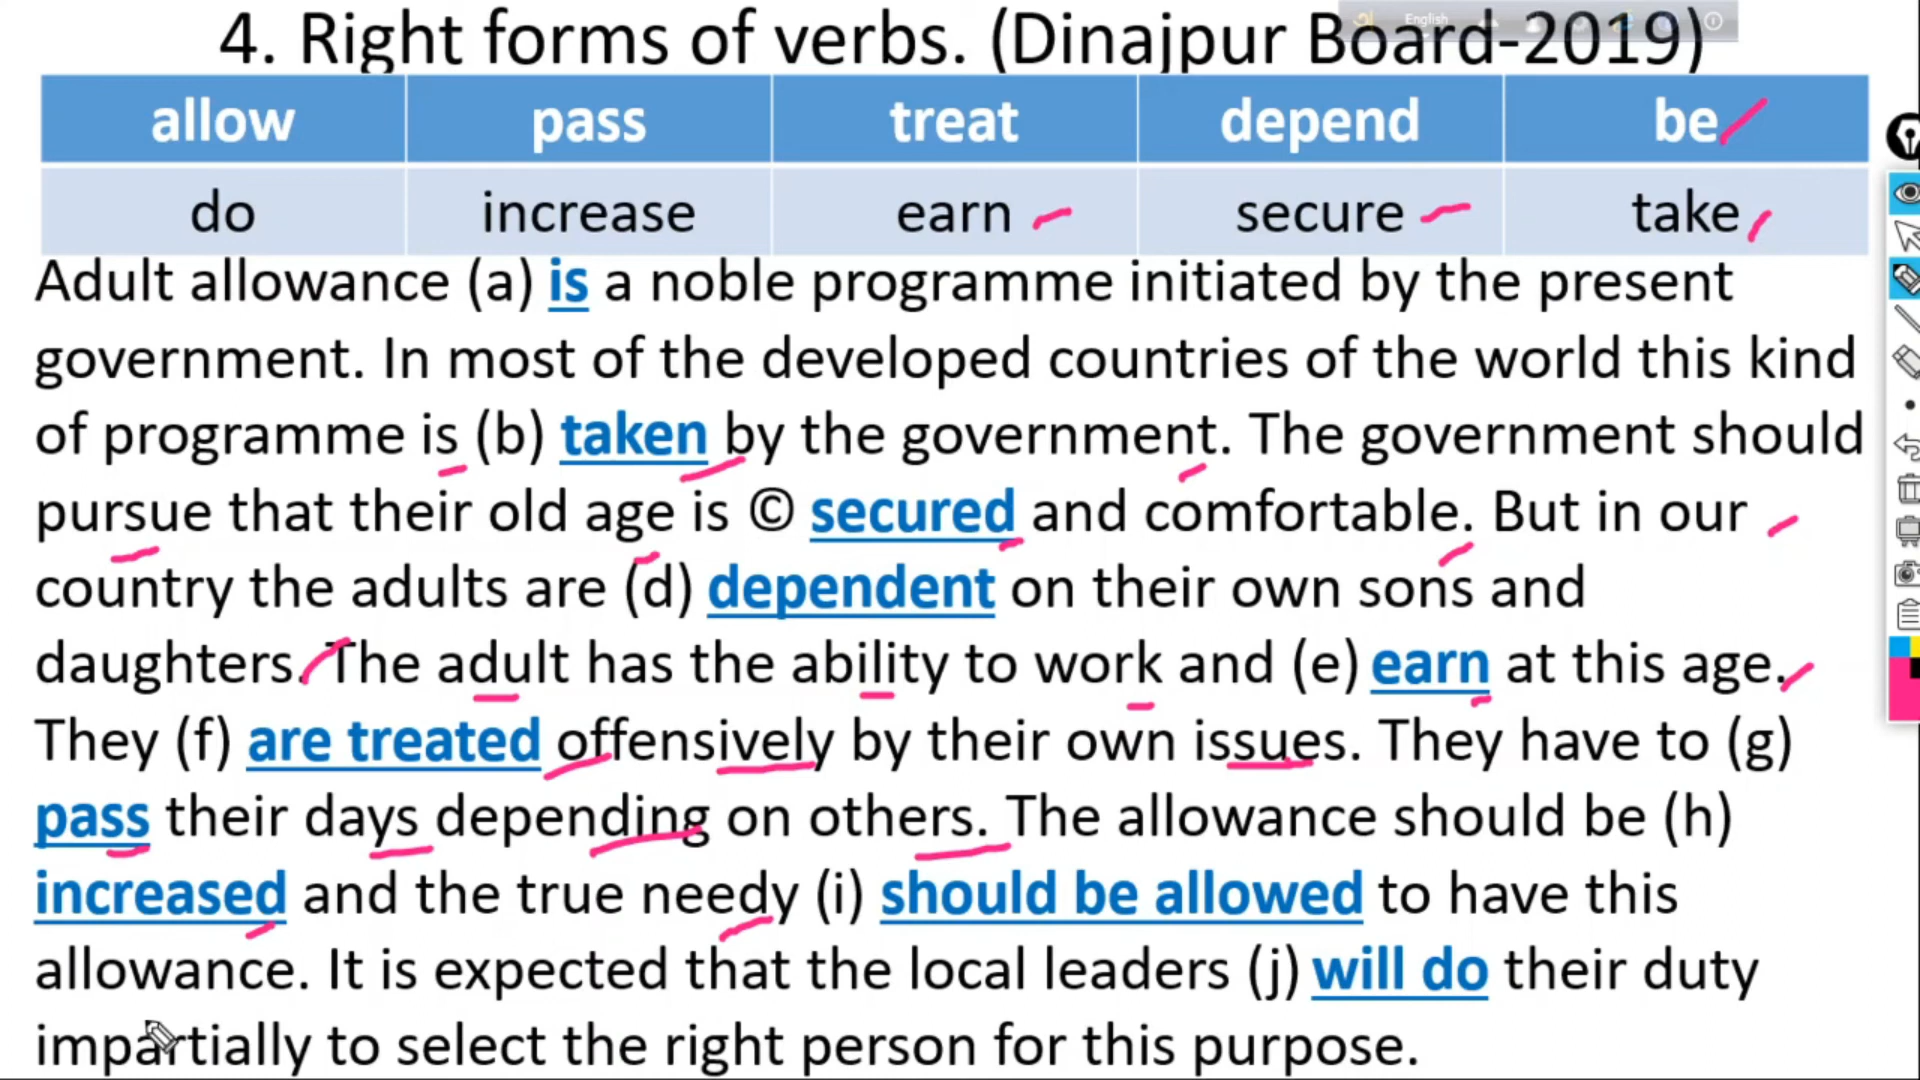 4. Right forms of verbs. (Dinajpur Board-2019)
English
allow pass treat depend be
do increase earn secure take
Adult allowance (a) is a noble programme initiated by the present
government. In most of the developed countries of the world this kind
of programme is (b) taken by the government. The government should
pursue that their old age is © secured and comfortable. But in our
country the adults are (d) dependent on their own sons and
daughters. The adult has the ability to work and (e) earn at this age.
They (f) are treated offensively by their own issues. They have to (g)
pass their days depending on others. The allowance should be (h)
increased and the true needy (i) should be allowed to have this
allowance. It is expected that the local leaders (j) will do their duty
impartially to select the right person for this purpose.